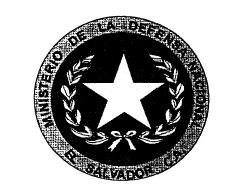 MINISTERIO DE LA DEFENSA NACIONAL
EL SALVADOR, C.A.